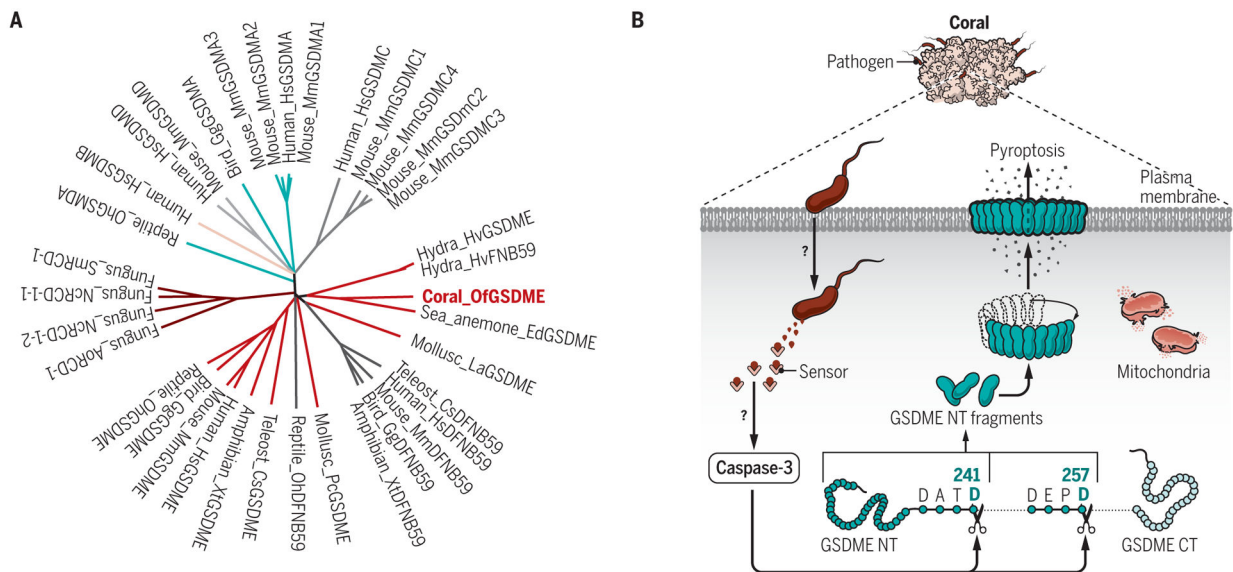 A
Reptile_OhGSMDA
Human_HsGSDMB
Human_HsGSDMD
Mouse_MmGSDMD
Bird_GgGSDMA
Mouse_MmGSDMA3
Mouse_MmGSDMA2
Human_HsGSDMA
Mouse_MmGSDMA1
Human_HsGSDMC
Mouse_MmGSDMC1
Mouse_MmGSDMC4
Mouse_MmGSDmC2
Mouse_MmGSDMC3
Hydra_HvGSDME
Hydra_HvFNB59
Coral_OfGSDME
Sea_anemone_EdGSDME
Mollusc_LaGSDME
Teleost_CsDFNB59
Human_HsDFNB59
Mouse_MmDFNB59
Bird_GgDFNB59
Amphibian_XtDFNB59
Mollusc_PcGSDME
Reptile_OhDFNB59
Teleost_CsGSDME
Amphibian_XtGSDME
Human_HsGSDME
Mouse_MmGSDME
Bird_GgGSDME
Reptile_OhGSDME
Fungus_AoRCD-1
Fungus_NcRCD-1-2
Fungus_NcRCD-1-1
Fungus_SmRCD-1
B
Coral
Pathogen
Pyroptosis
Plasma
membrane
?
Sensor
Mitochondria
?
GSDME NT fragments
Caspase-3
241
257
D A T D
D E P D
GSDME NT
GSDME CT